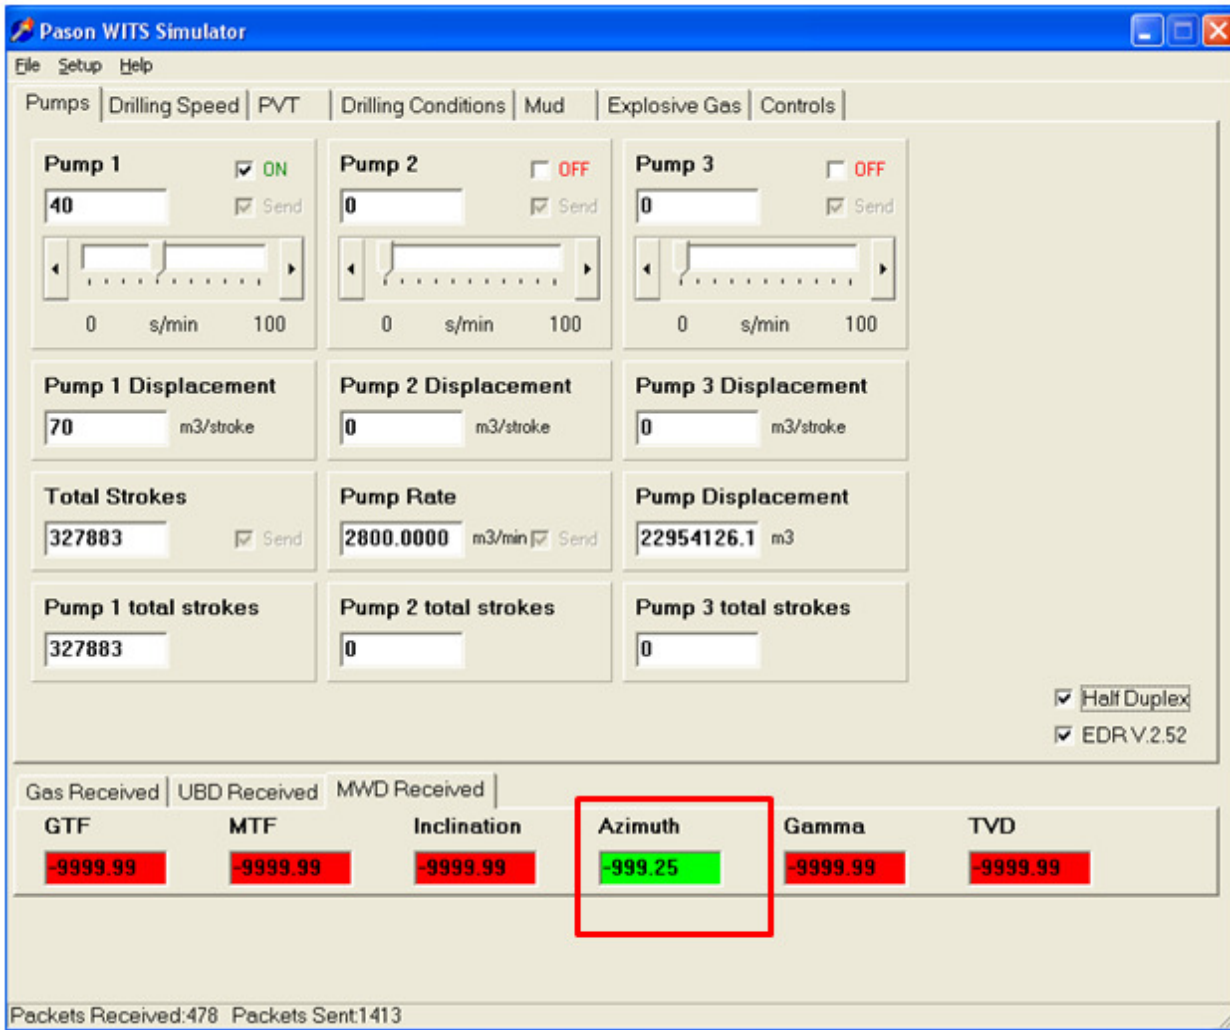 Pason WITS Simulator
File Setup Help
Pumps Drilling Speed PVT Drilling Conditions Mud Explosive Gas Controls
Pump 1 ON Pump 2 OFF Pump 3 OFF
40 Send 0 Send 0 Send
0 s/min 100 0 s/min 100 0 s/min 100
Pump 1 Displacement Pump 2 Displacement Pump 3 Displacement
70 m3/stroke 0 m3/stroke 0 m3/stroke
Total Strokes Pump Rate Pump Displacement
327883 Send 2800.0000 m3/min Send 22954126.1 m3
Pump 1 total strokes Pump 2 total strokes Pump 3 total strokes
327883 0 0
Half Duplex
EDR V.2.52
Gas Received UBD Received MWD Received
GTF MTF Inclination Azimuth Gamma TVD
-9999.99 -9999.99 -9999.99 -999.25 -9999.99 -9999.99
Packets Received:478 Packets Sent:1413